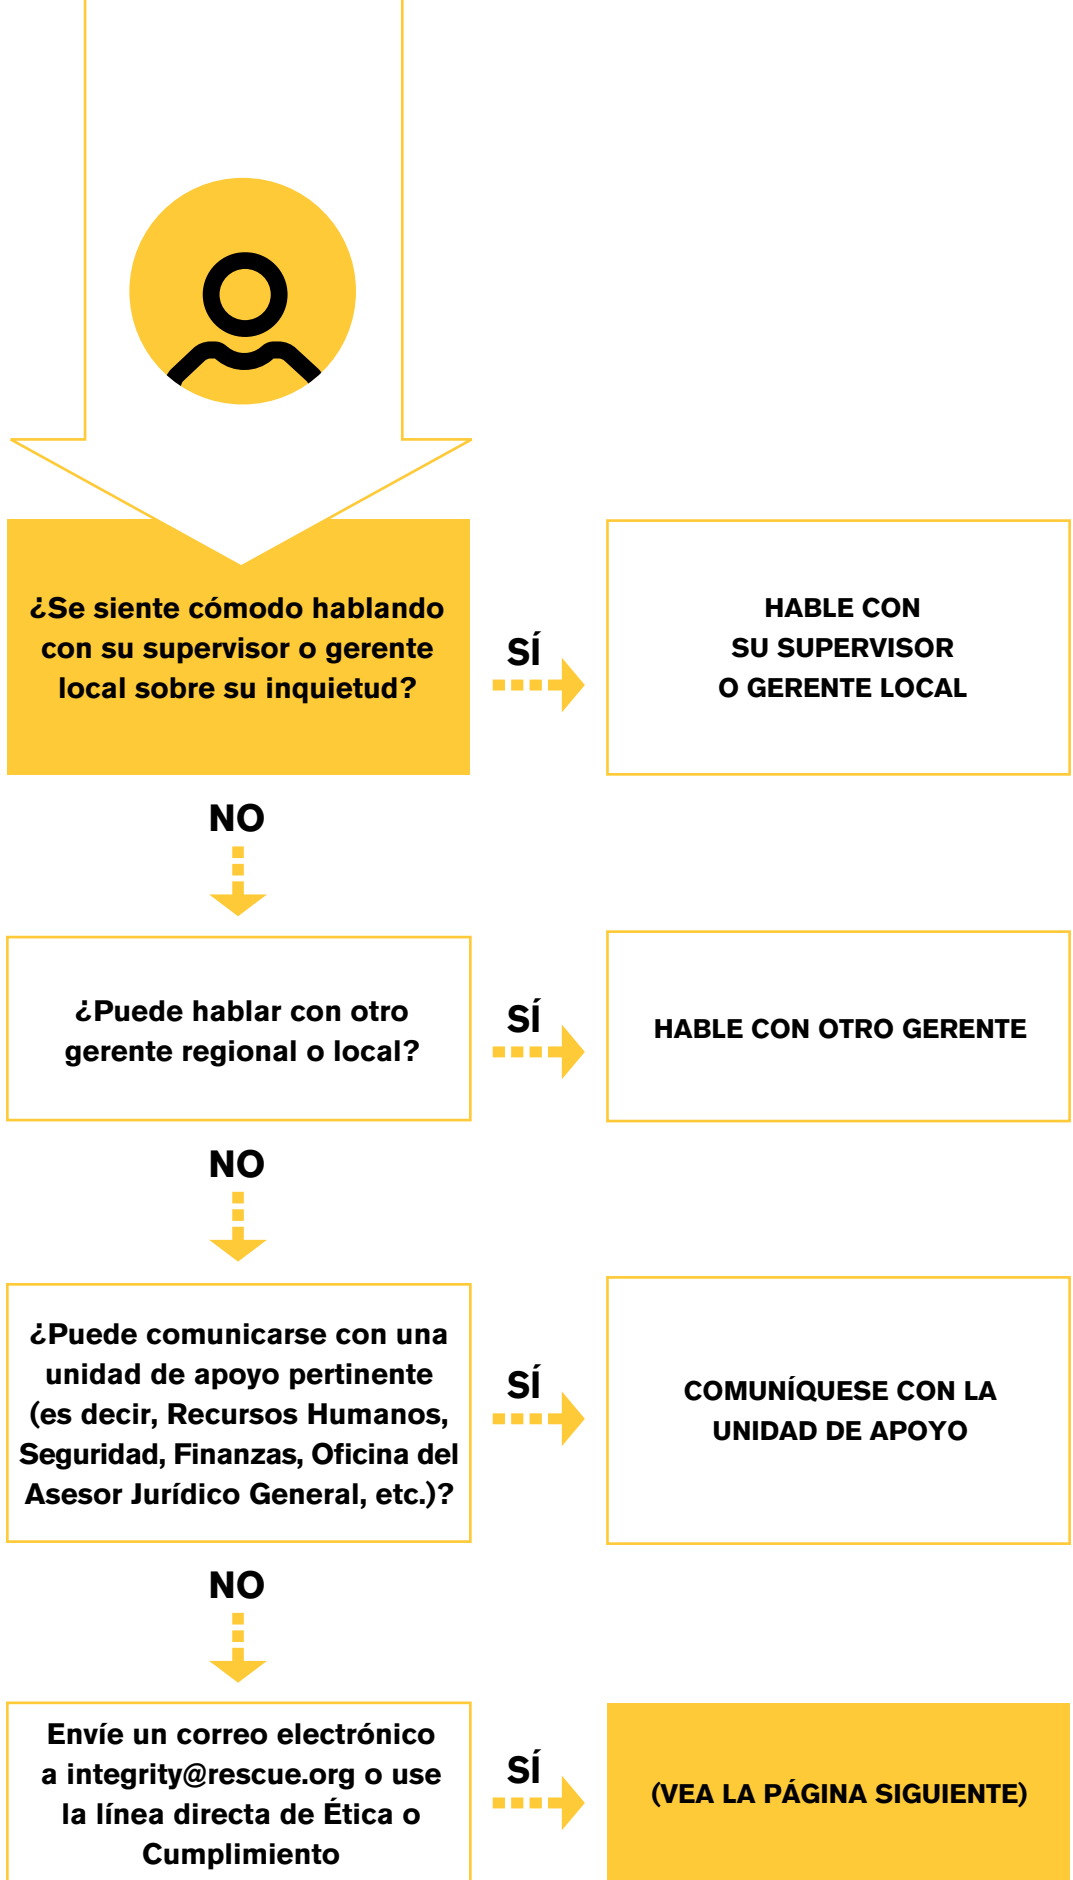 ¿Se siente cómodo hablando
con su supervisor o gerente
local sobre su inquietud?
SÍ
HABLE CON
SU SUPERVISOR
O GERENTE LOCAL
NO
¿Puede hablar con otro
gerente regional o local?
SÍ
HABLE CON OTRO GERENTE
NO
¿Puede comunicarse con una
unidad de apoyo pertinente
(es decir, Recursos Humanos,
Seguridad, Finanzas, Oficina del
Asesor Jurídico General, etc.)?
SÍ
COMUNÍQUESE CON LA
UNIDAD DE APOYO
NO
Envíe un correo electrónico
a integrity@rescue.org o use
la línea directa de Ética o
Cumplimiento
SÍ
(VEA LA PÁGINA SIGUIENTE)